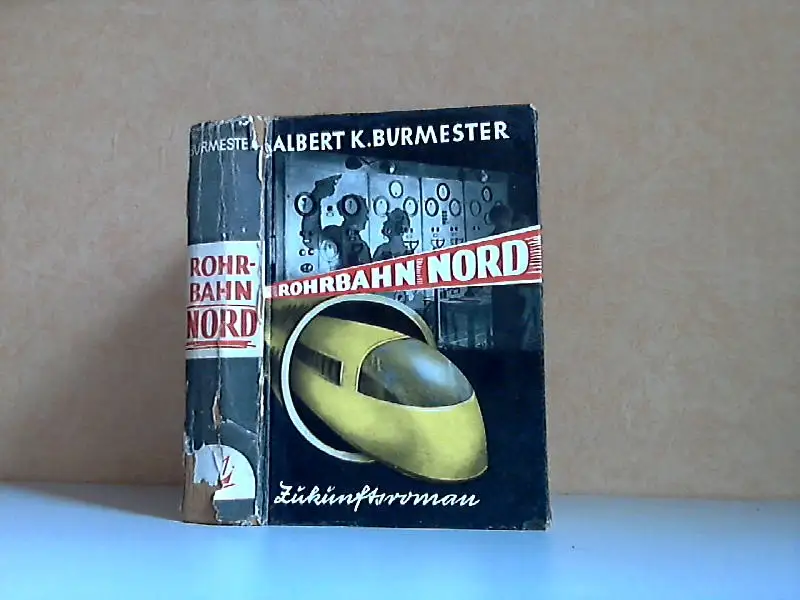 BURMESTE
ROHR-
BAHN
NORD
ALBERT K. BURMESTER
ROHRBAHN NORD
Zukunftsroman